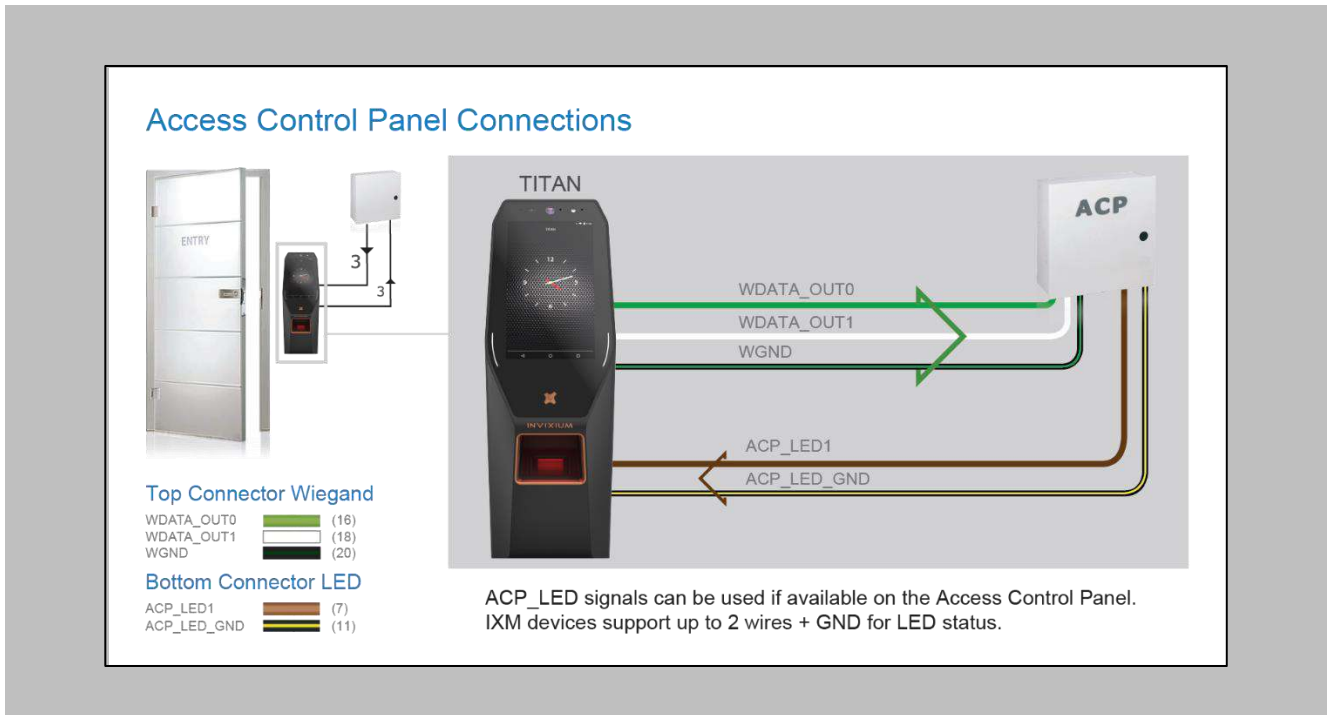 Access Control Panel Connections
ENTRY
3
3
TITAN
12
INVIXIUM
ACP
WDATA_OUT0
WDATA_OUT1
WGND
ACP_LED1
ACP_LED_GND
Top Connector Wiegand
WDATA_OUT0 (16)
WDATA_OUT1 (18)
WGND (20)
Bottom Connector LED
ACP_LED1 (7)
ACP_LED_GND (11)
ACP_LED signals can be used if available on the Access Control Panel.
IXM devices support up to 2 wires + GND for LED status.